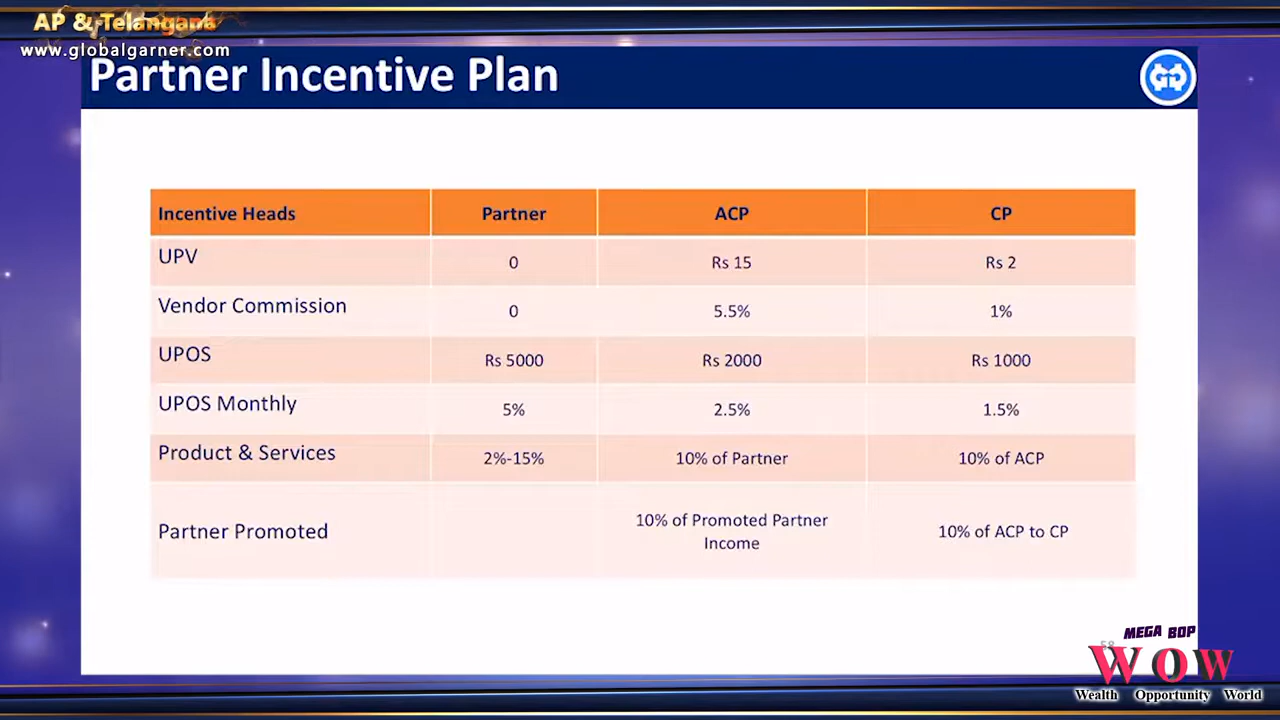 AP & Telangana
www.globalgarner.com
Partner Incentive Plan
Incentive Heads Partner ACP CP
UPV 0 Rs 15 Rs 2
Vendor Commission 0 5.5% 1%
UPOS Rs 5000 Rs 2000 Rs 1000
UPOS Monthly 5% 2.5% 1.5%
Product & Services 2%-15% 10% of Partner 10% of ACP
Partner Promoted 10% of Promoted Partner
Income 10% of ACP to CP
MEGA BOP
58
WOW
Wealth Opportunity World